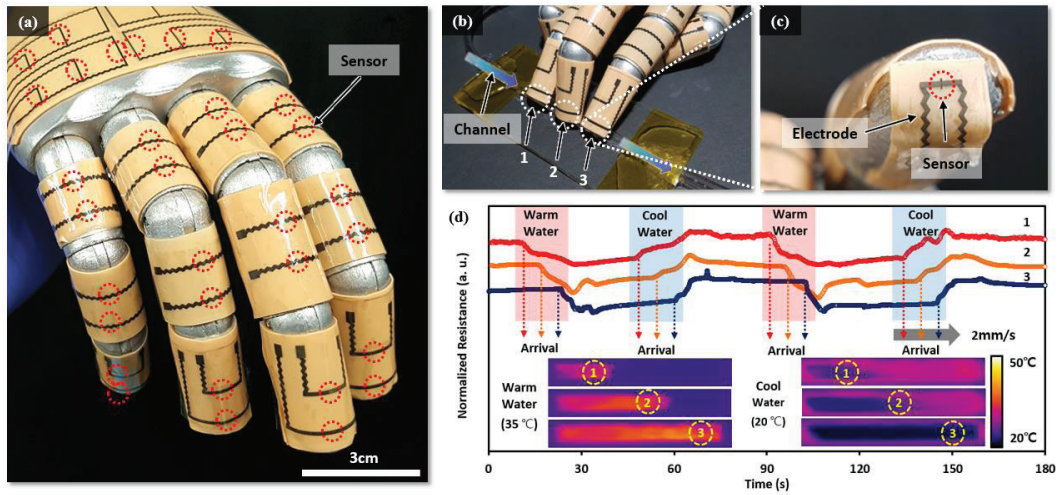 (a)
Sensor
3cm
(b)
Channel
1
2
3
(c)
Electrode
Sensor
(d)
Warm
Water
Cool
Water
Warm
Water
Cool
Water
1
2
3
Arrival
Arrival
Arrival
Arrival
2mm/s
Normalized Resistance (a. u.)
Warm
Water
(35 ℃)
1
2
3
Cool
Water
(20 ℃)
1
2
3
50℃
20℃
0
30
60
90
120
150
180
Time (s)